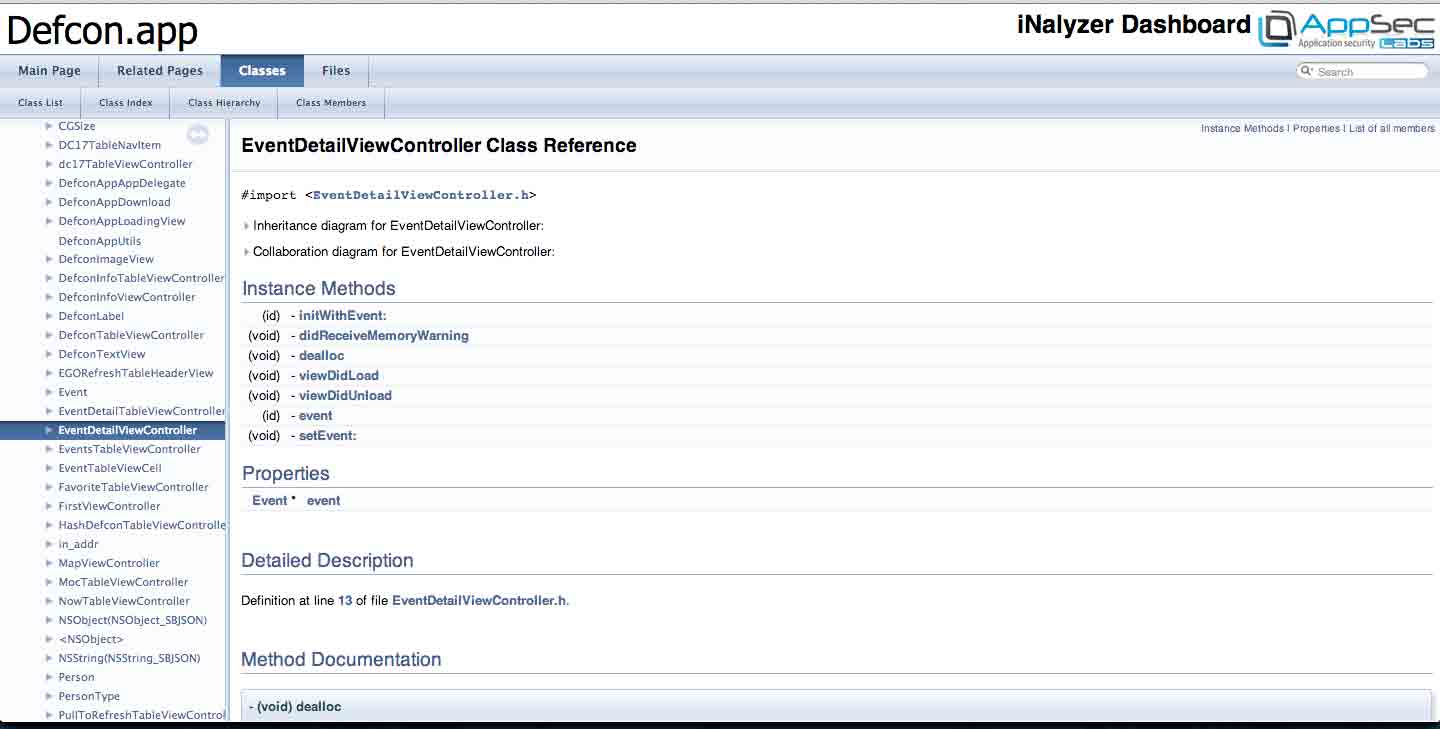 Defcon.app
iNalyzer Dashboard
AppSec
Application security Labs
Main Page
Related Pages
Classes
Files
Search
Class List
Class Index
Class Hierarchy
Class Members
CGSize
DC17TableNavItem
dc17TableViewController
DefconAppAppDelegate
DefconAppDownload
DefconAppLoadingView
DefconAppUtils
DefconImageView
DefconInfoTableViewController
DefconInfoViewController
DefconLabel
DefconTableViewController
DefconTextView
EGORefreshTableHeaderView
Event
EventDetailTableViewController
EventDetailViewController
EventsTableViewController
EventTableViewCell
FavoriteTableViewController
FirstViewController
HashDefconTableViewControlle
in_addr
MapViewController
MocTableViewController
NowTableViewController
NSObject(NSObject_SBJSON)
<NSObject>
NSString(NSString_SBJSON)
Person
PersonType
PullToRefreshTableViewControl
Instance Methods | Properties | List of all members
EventDetailViewController Class Reference
#import <EventDetailViewController.h>
Inheritance diagram for EventDetailViewController:
Collaboration diagram for EventDetailViewController:
Instance Methods
(id) - initWithEvent:
(void) - didReceiveMemoryWarning
(void) - dealloc
(void) - viewDidLoad
(void) - viewDidUnload
(id) - event
(void) - setEvent:
Properties
Event * event
Detailed Description
Definition at line 13 of file EventDetailViewController.h.
Method Documentation
- (void) dealloc